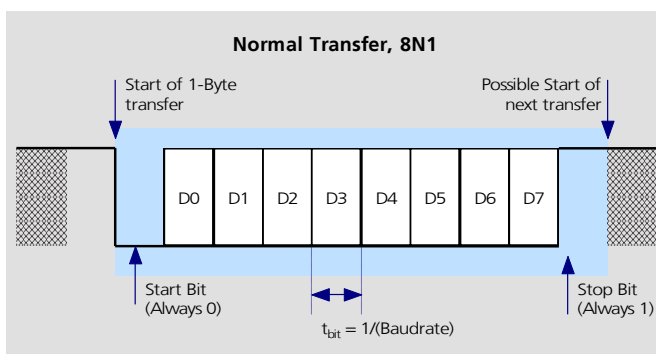 Normal Transfer, 8N1
Start of 1-Byte
transfer
Possible Start of
next transfer
D0 D1 D2 D3 D4 D5 D6 D7
Start Bit
(Always 0)
Stop Bit
(Always 1)
tbit = 1/(Baudrate)